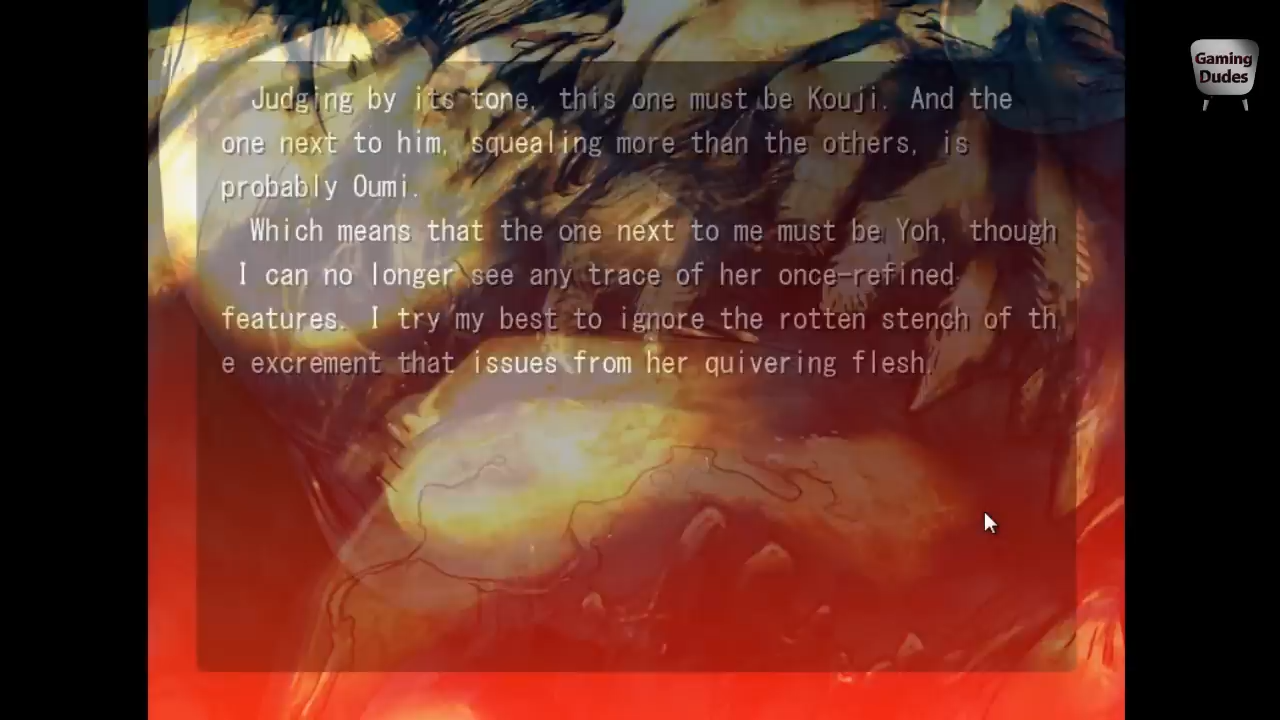 Judging by its tone, this one must be Kouji. And the
one next to him, squealing more than the others, is
probably Oumi.
Which means that the one next to me must be Yoh, though
I can no longer see any trace of her once-refined
features. I try my best to ignore the rotten stench of th
e excrement that issues from her quivering flesh.
Gaming
Dudes